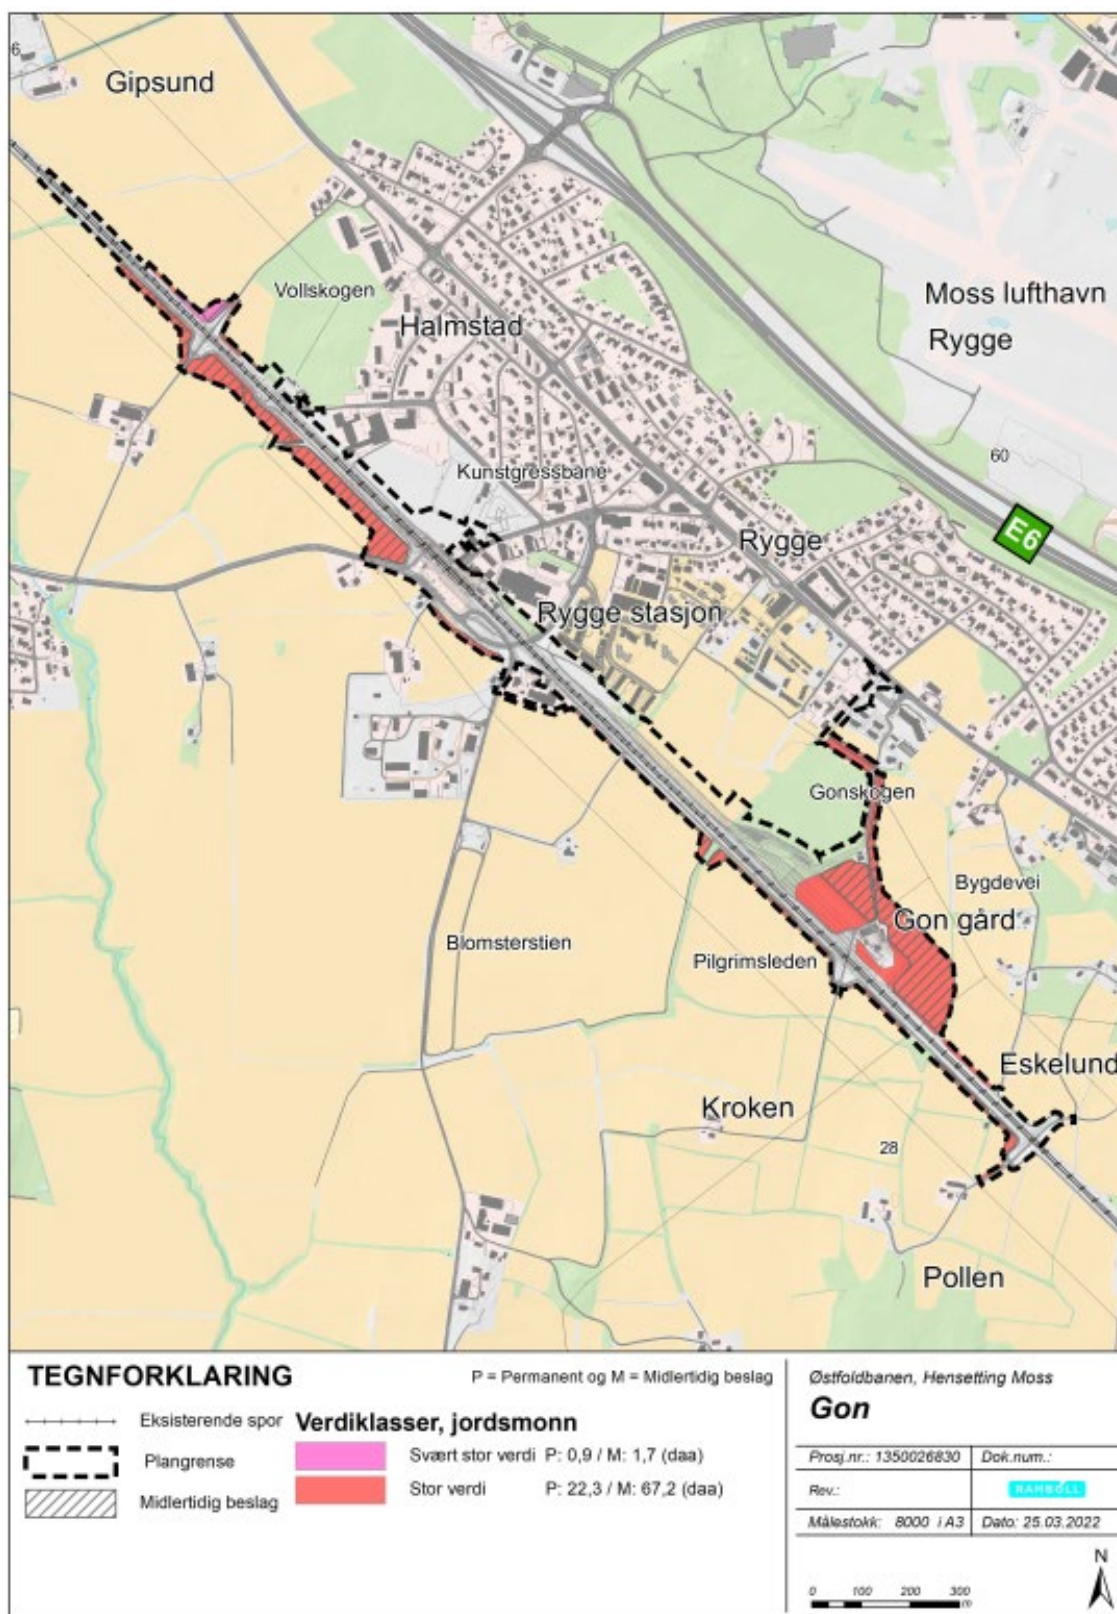 6
Gipsund
Vollskogen
Halmstad
Moss lufthavn
Rygge
60
Kunstgressbane
E6
Rygge
Rygge stasjon
Gonskogen
Bygdevei
Gon gård
Blomsterstien
Pilgrimsleden
Eskelund
Kroken
28
Pollen
TEGNFORKLARING
P = Permanent og M = Midlertidig beslag
Eksisterende spor
Verdiklasser, jordsmonn
Plangrense
Svært stor verdi P: 0,9 / M: 1,7 (daa)
Midlertidig beslag
Stor verdi P: 22,3 / M: 67,2 (daa)
Østfoldbanen, Hensetting Moss
Gon
Prosj.nr.: 1350026830 Dok.num.:
Rev.: RAMBOLL
Målestokk: 8000 i A3 Dato: 25.03.2022
N
0 100 200 300
m